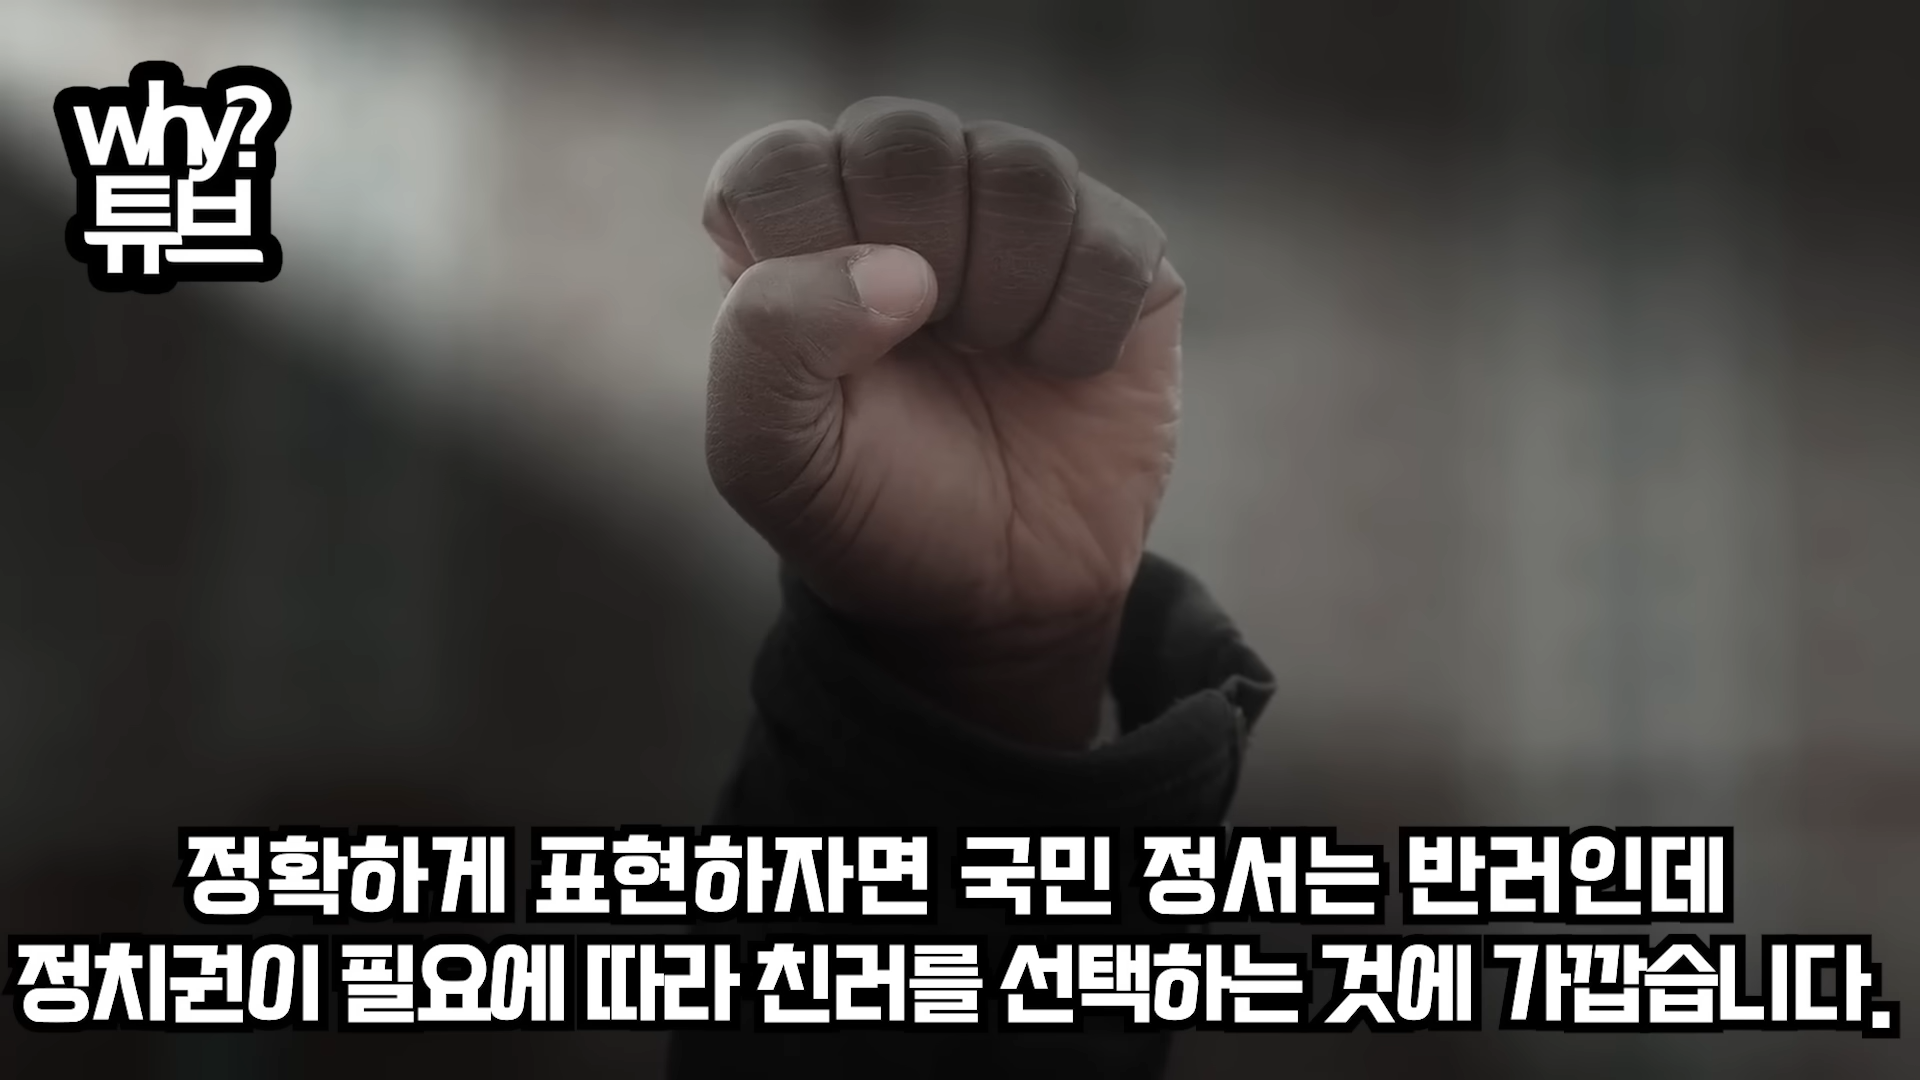 why?
튜브
정확하게 표현하자면 국민 정서는 반러인데
정치권이 필요에 따라 친러를 선택하는 것에 가깝습니다.